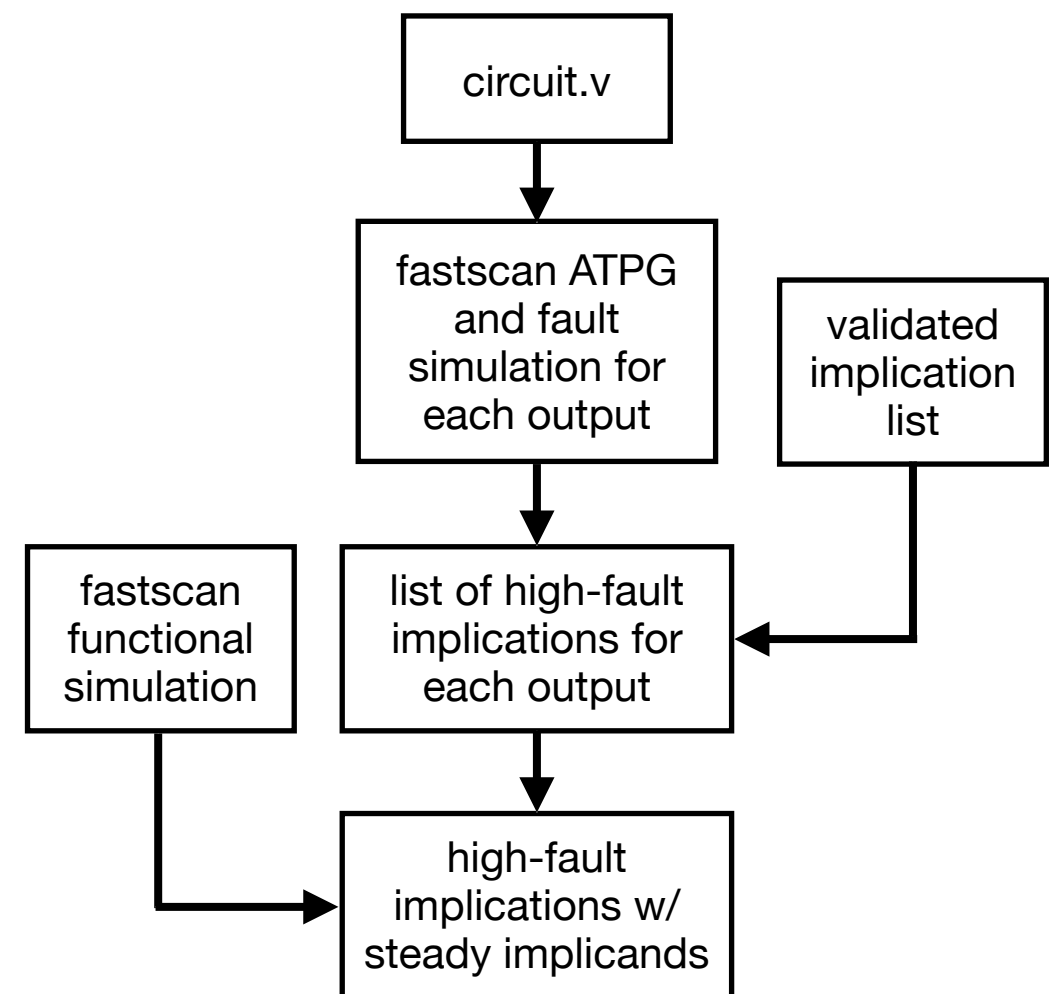 circuit.v
fastscan ATPG
and fault
simulation for
each output
validated
implication
list
fastscan
functional
simulation
list of high-fault
implications for
each output
high-fault
implications w/
steady implicands